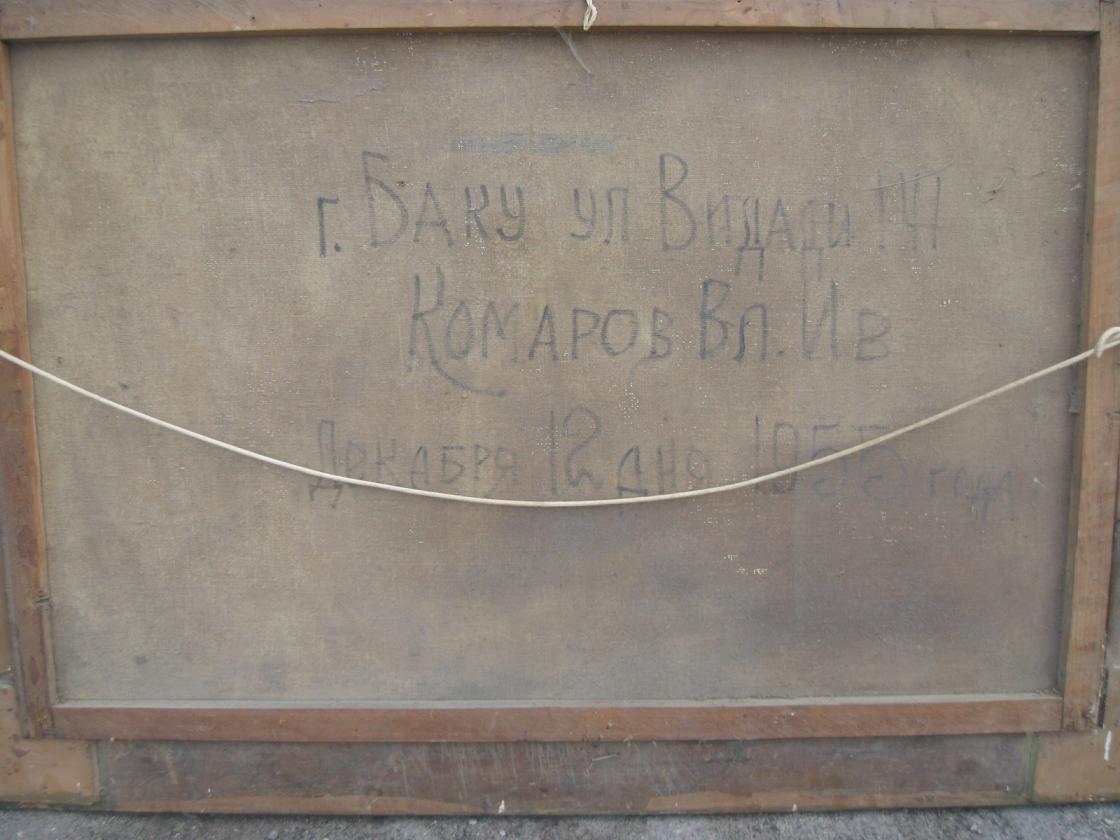 г. Баку ул Видади 141
Комаров Вл. Ив
Декабря 12 дня 1955 года